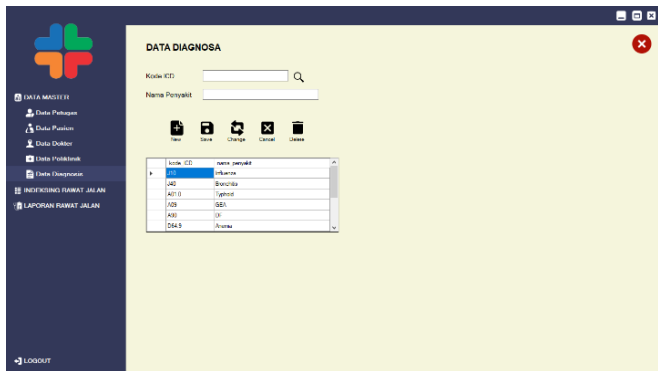 DATA DIAGNOSA
Kode ICD
Nama Penyakit
New Save Change Cancel Delete
kode_ICD nama_penyakit
J10 Influenza
J40 Bronchitis
A01.0 Typhoid
A09 GEA
A90 DF
D64.9 Anemia
DATA MASTER
Data Petugas
Data Pasien
Data Dokter
Data Poliklinik
Data Diagnosis
INDEKSING RAWAT JALAN
LAPORAN RAWAT JALAN
LOGOUT